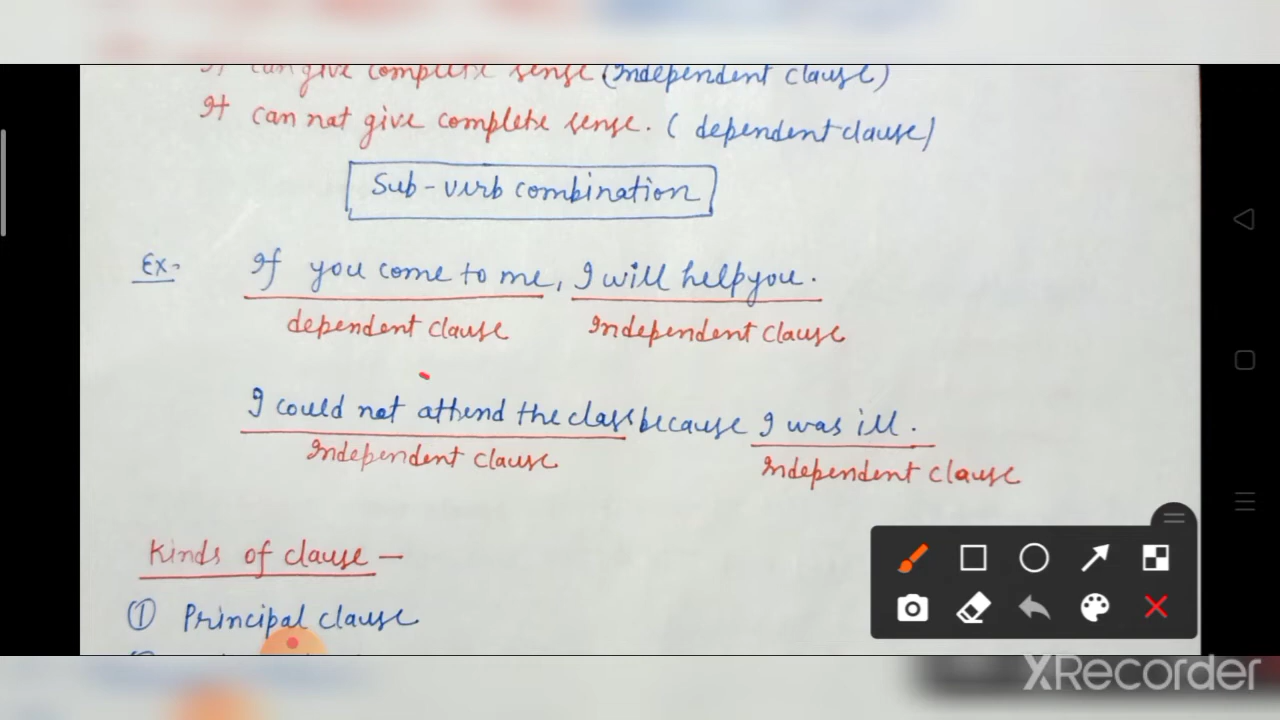 It can give complete sense (Independent clause)
It can not give complete sense. ( dependent clause)
Sub-verb combination
Ex- If you come to me, I will help you.
dependent clause Independent clause
I could not attend the class because I was ill.
Independent clause Independent clause
Kinds of clause -
① Principal clause
XRecorder